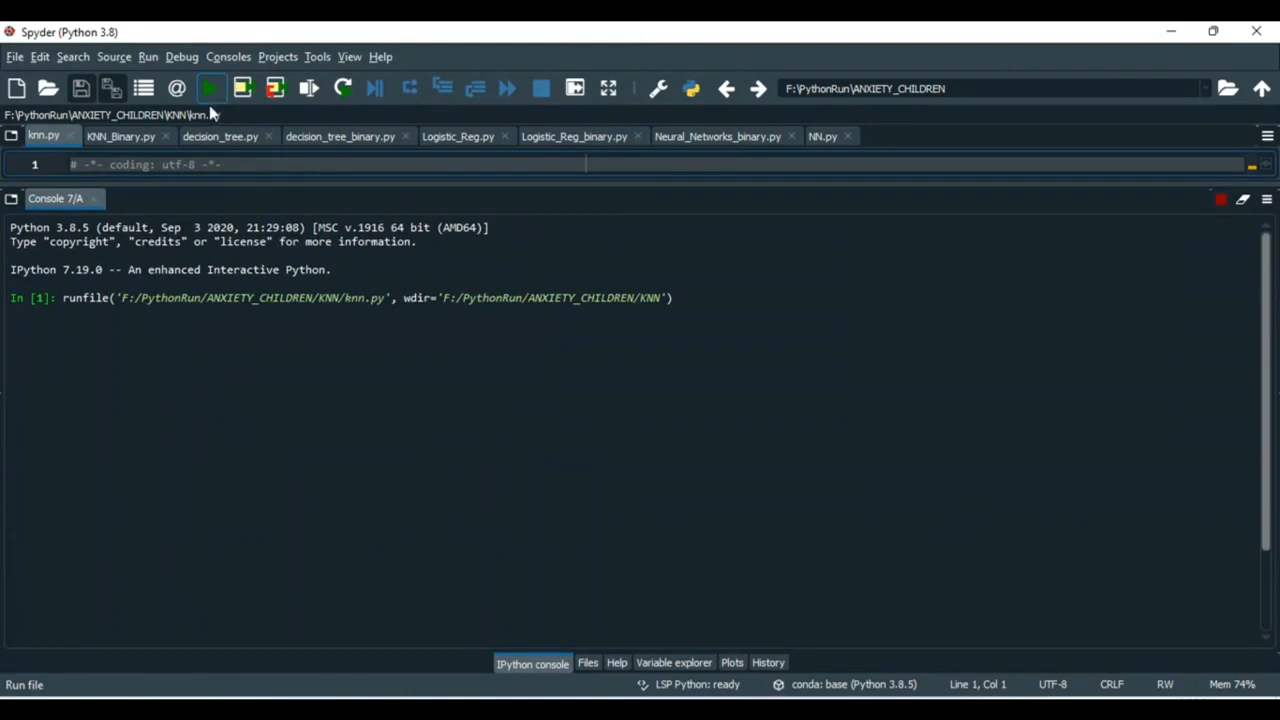 Spyder (Python 3.8)
File Edit Search Source Run Debug Consoles Projects Tools View Help
F:\PythonRun\ANXIETY_CHILDREN
F:\PythonRun\ANXIETY_CHILDREN\KNN\knn.py
knn.py KNN_Binary.py decision_tree.py decision_tree_binary.py Logistic_Reg.py Logistic_Reg_binary.py Neural_Networks_binary.py NN.py
1 # -*- coding: utf-8 -*-
Console 7/A
Python 3.8.5 (default, Sep 3 2020, 21:29:08) [MSC v.1916 64 bit (AMD64)]
Type "copyright", "credits" or "license" for more information.
IPython 7.19.0 -- An enhanced Interactive Python.
In [1]: runfile('F:/PythonRun/ANXIETY_CHILDREN/KNN/knn.py', wdir='F:/PythonRun/ANXIETY_CHILDREN/KNN')
IPython console Files Help Variable explorer Plots History
Run file LSP Python: ready conda: base (Python 3.8.5) Line 1, Col 1 UTF-8 CRLF RW Mem 74%